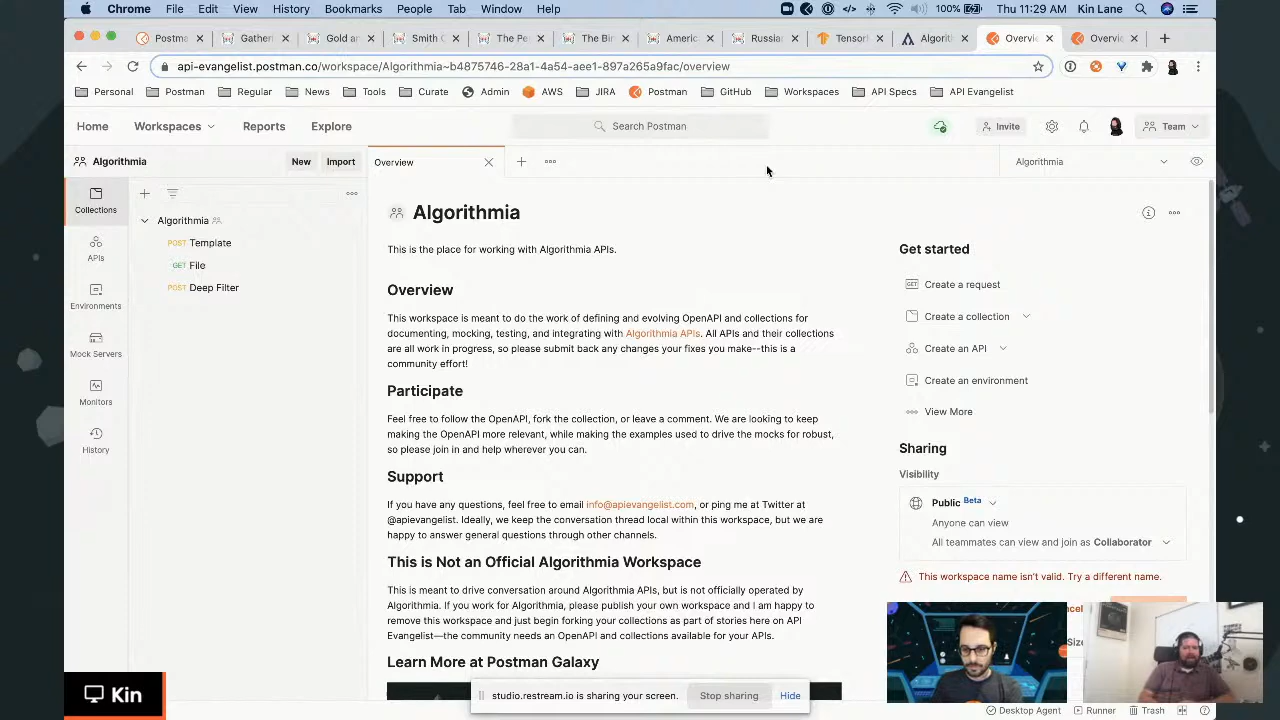 Chrome File Edit View History Bookmarks People Tab Window Help 100% Thu 11:29 AM Kin Lane
Postme Gatheri Gold ar Smith C The Pe The Bir Americ Russia Tensorf Algorith Overvi Overvi
api-evangelist.postman.co/workspace/Algorithmia~b4875746-28a1-4a54-aee1-897a265a9fac/overview
Personal Postman Regular News Tools Curate Admin AWS JIRA Postman GitHub Workspaces API Specs API Evangelist
Home Workspaces Reports Explore Search Postman Invite Team
Algorithmia New Import Overview Algorithmia
Collections
APIs
Environments
Mock Servers
Monitors
History
Algorithmia
POST Template
GET File
POST Deep Filter
Algorithmia
This is the place for working with Algorithmia APIs.
Overview
This workspace is meant to do the work of defining and evolving OpenAPI and collections for
documenting, mocking, testing, and integrating with Algorithmia APIs. All APIs and their collections
are all work in progress, so please submit back any changes your fixes you make--this is a
community effort!
Participate
Feel free to follow the OpenAPI, fork the collection, or leave a comment. We are looking to keep
making the OpenAPI more relevant, while making the examples used to drive the mocks for robust,
so please join in and help wherever you can.
Support
If you have any questions, feel free to email info@apievangelist.com, or ping me at Twitter at
@apievangelist. Ideally, we keep the conversation thread local within this workspace, but we are
happy to answer general questions through other channels.
This is Not an Official Algorithmia Workspace
This is meant to drive conversation around Algorithmia APIs, but is not officially operated by
Algorithmia. If you work for Algorithmia, please publish your own workspace and I am happy to
remove this workspace and just begin forking your collections as part of stories here on API
Evangelist—the community needs an OpenAPI and collections available for your APIs.
Learn More at Postman Galaxy
Get started
GET Create a request
Create a collection
Create an API
Create an environment
View More
Sharing
Visibility
Public Beta
Anyone can view
All teammates can view and join as Collaborator
This workspace name isn't valid. Try a different name.
studio.restream.io is sharing your screen. Stop sharing Hide
Kin
Desktop Agent Runner Trash